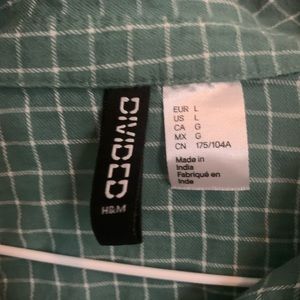 DIVIDED
H&M
EUR L
US L
CA G
MX G
CN 175/104A
Made in
India
Fabriqué en
Inde